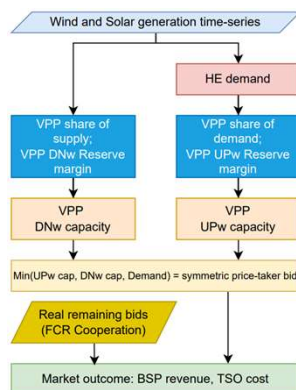 Wind and Solar generation time-series
HE demand
VPP share of
supply;
VPP DNw Reserve
margin
VPP share of
demand;
VPP UPw Reserve
margin
VPP
DNw capacity
VPP
UPw capacity
Min(UPw cap, DNw cap, Demand) = symmetric price-taker bid
Real remaining bids
(FCR Cooperation)
Market outcome: BSP revenue, TSO cost